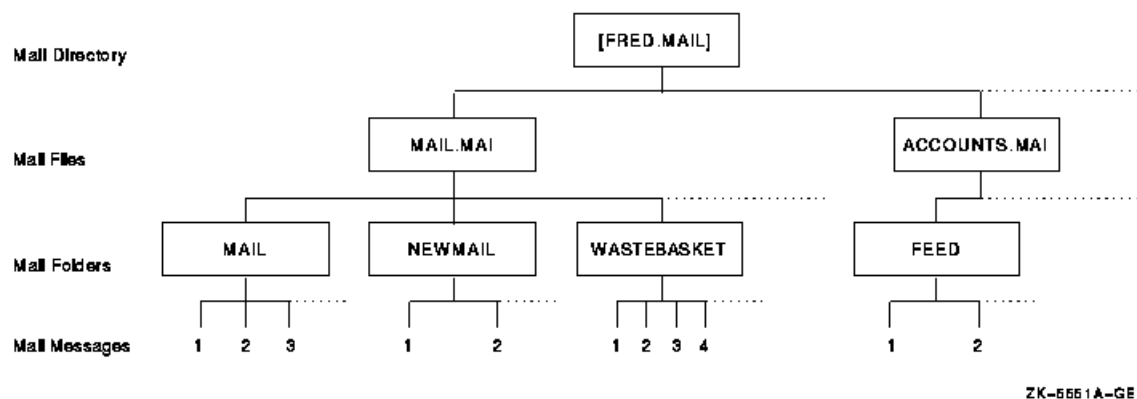 [FRED.MAIL]
Mail Directory
MAIL.MAI
ACCOUNTS.MAI
Mail Files
MAIL
NEWMAIL
WASTEBASKET
FEED
Mail Folders
Mail Messages
1 2 3
1 2
1 2 3 4
1 2
ZK-5551A-GE